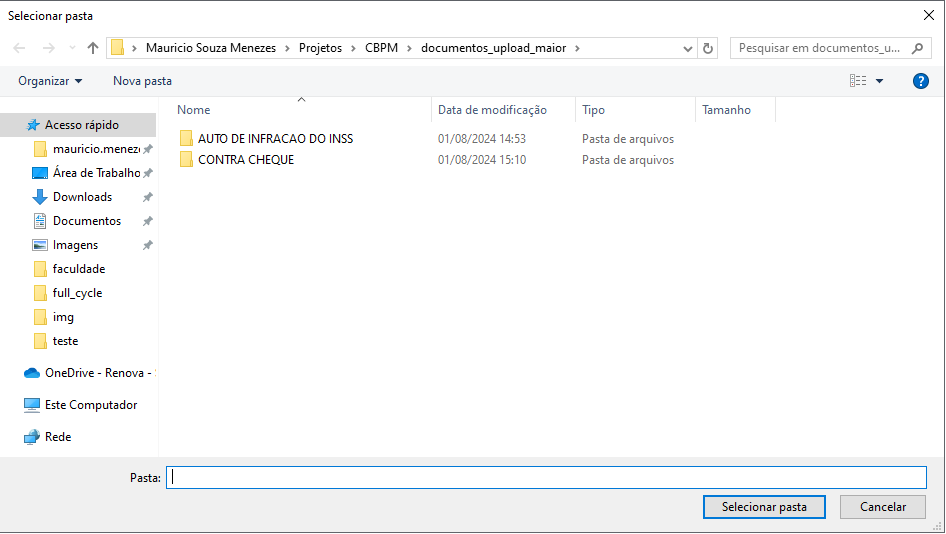 Selecionar pasta
Mauricio Souza Menezes > Projetos > CBPM > documentos_upload_maior >
Pesquisar em documentos_u...
Organizar
Nova pasta
?
Nome
Data de modificação
Tipo
Tamanho
AUTO DE INFRACAO DO INSS 01/08/2024 14:53 Pasta de arquivos
CONTRA CHEQUE 01/08/2024 15:10 Pasta de arquivos
Acesso rápido
mauricio.meneze
Área de Trabalho
Downloads
Documentos
Imagens
faculdade
full_cycle
img
teste
OneDrive - Renova -
Este Computador
Rede
Pasta:
Selecionar pasta
Cancelar